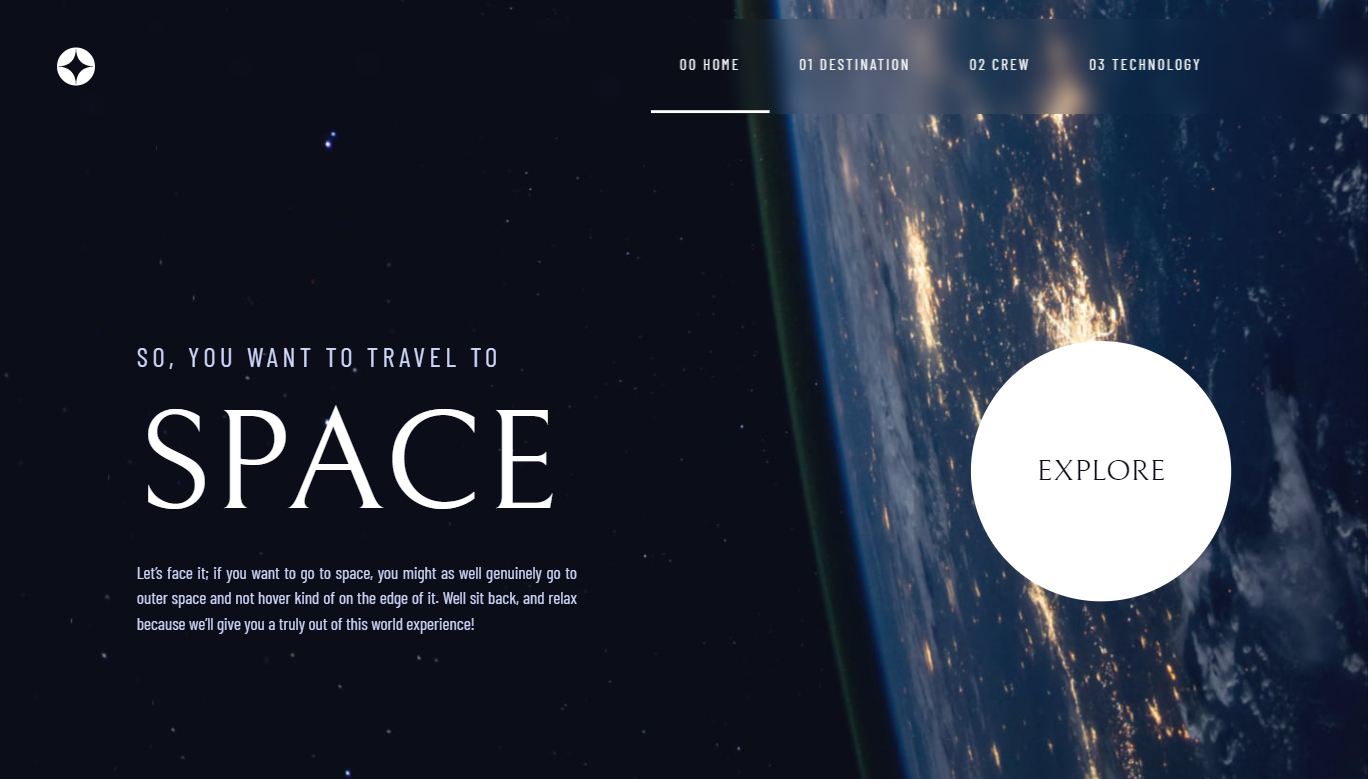 00 HOME 01 DESTINATION 02 CREW 03 TECHNOLOGY
SO, YOU WANT TO TRAVEL TO
SPACE
EXPLORE
Let’s face it; if you want to go to space, you might as well genuinely go to
outer space and not hover kind of on the edge of it. Well sit back, and relax
because we’ll give you a truly out of this world experience!